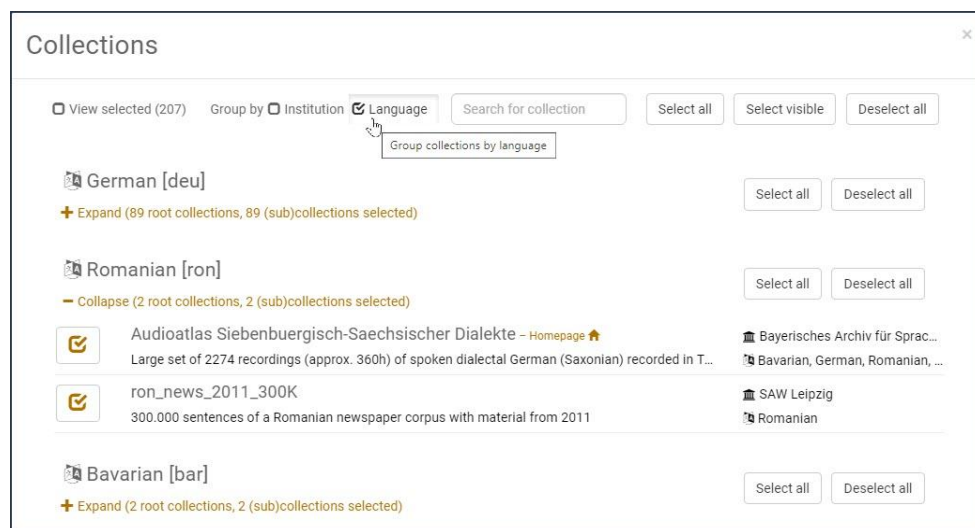 Collections
×
View selected (207) Group by Institution Language Search for collection Select all Select visible Deselect all
Group collections by language
German [deu] Select all Deselect all
+ Expand (89 root collections, 89 (sub)collections selected)
Romanian [ron] Select all Deselect all
− Collapse (2 root collections, 2 (sub)collections selected)
Audioatlas Siebenbuergisch-Saechsischer Dialekte – Homepage Bayerisches Archiv für Sprac...
Large set of 2274 recordings (approx. 360h) of spoken dialectal German (Saxonian) recorded in T... Bavarian, German, Romanian, ...
ron_news_2011_300K SAW Leipzig
300.000 sentences of a Romanian newspaper corpus with material from 2011 Romanian
Bavarian [bar] Select all Deselect all
+ Expand (2 root collections, 2 (sub)collections selected)